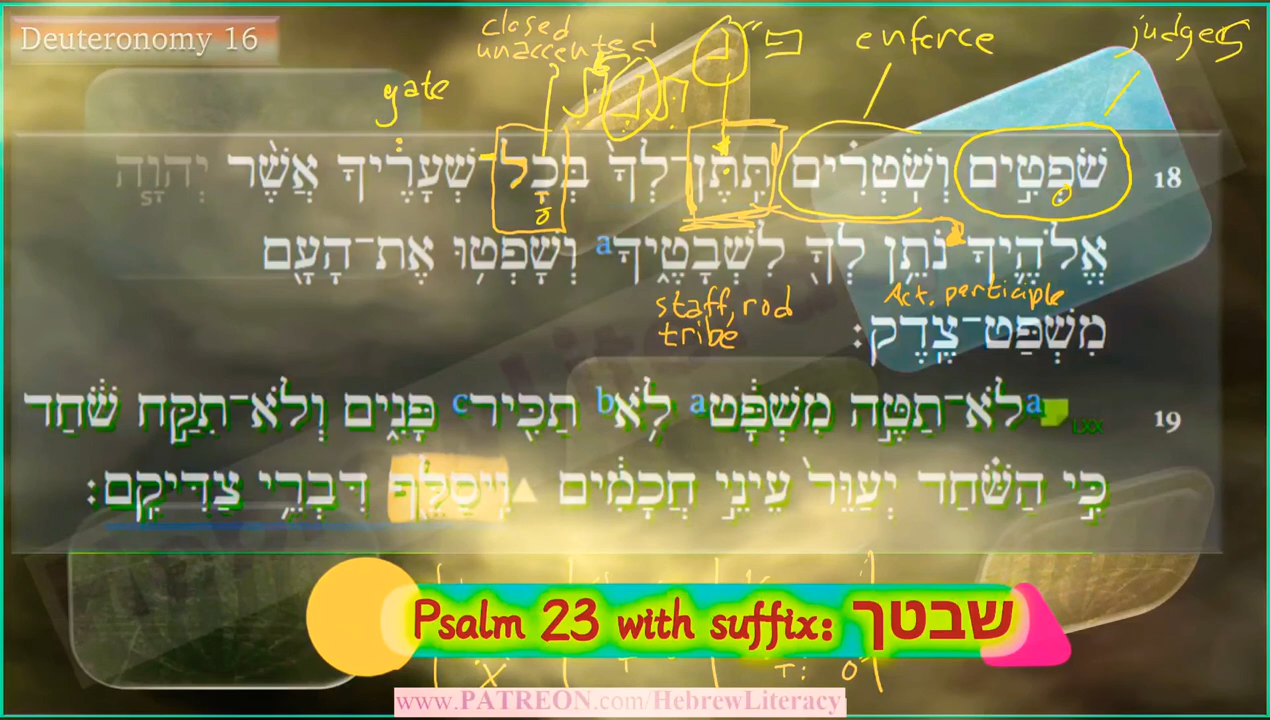 Deuteronomy 16
closed
unaccented
enforce
judges
gate
18 שֹׁפְטִ֣ים וְשֹֽׁטְרִ֗ים תִּֽתֶּן־לְךָ֙ בְּכָל־שְׁעָרֶ֔יךָ אֲשֶׁ֨ר יְהוָ֧ה
אֱלֹהֶ֛יךָ נֹתֵ֥ן לְךָ֖ לִשְׁבָטֶ֑יךָ a וְשָׁפְט֥וּ אֶת־הָעָ֖ם
staff, rod
tribe
Act. participle
מִשְׁפַּט־צֶֽדֶק׃
19 a לֹא־תַטֶּ֣ה מִשְׁפָּ֔ט a לֹ֥א b תַכִּ֖יר c פָּנִ֑ים וְלֹא־תִקַּ֣ח שֹׁ֔חַד
כִּ֣י הַשֹּׁ֗חַד יְעַוֵּר֙ עֵינֵ֣י חֲכָמִ֔ים וִֽיסַלֵּ֖ף דִּבְרֵ֥י צַדִּיקִֽם׃
Psalm 23 with suffix: שבטך
www.PATREON.com/HebrewLiteracy